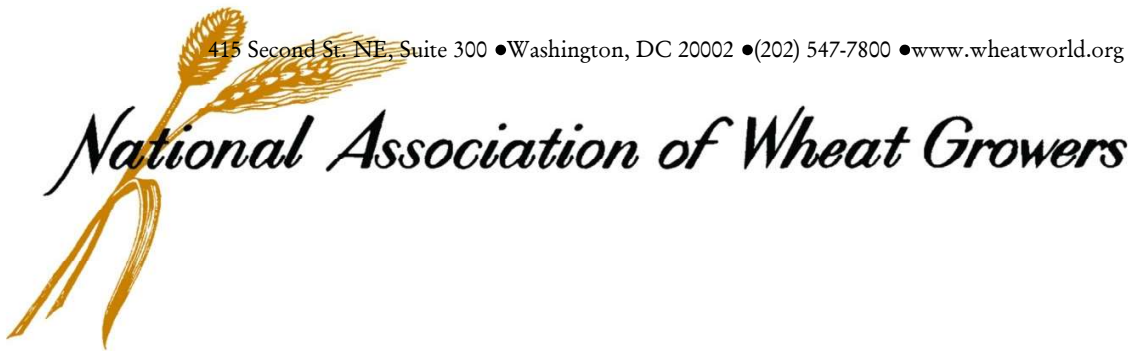 415 Second St. NE, Suite 300 ●Washington, DC 20002 ●(202) 547-7800 ●www.wheatworld.org
National Association of Wheat Growers